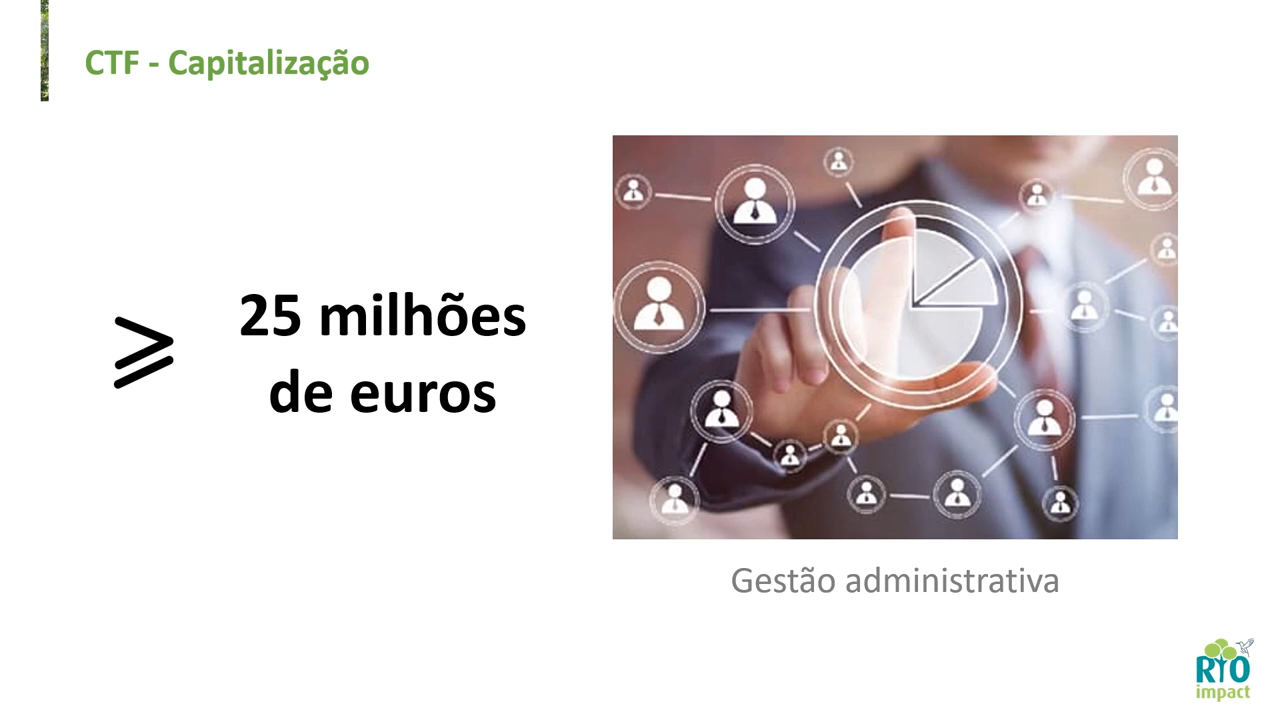 CTF - Capitalização
⩾
25 milhões
de euros
Gestão administrativa
RIO
impact